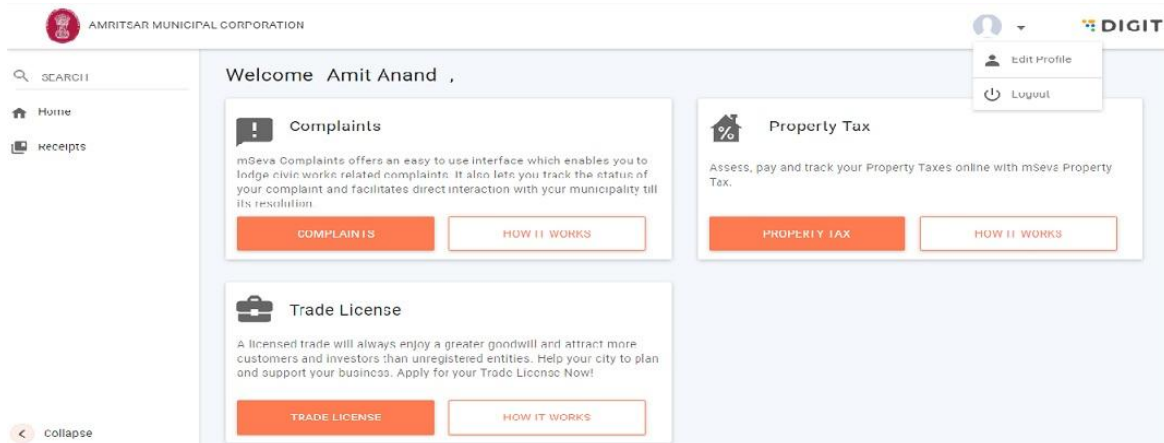 AMRITSAR MUNICIPAL CORPORATION
DIGIT
Edit Profile
Logout
SEARCH
Home
Receipts
Welcome Amit Anand ,
Complaints
mSeva Complaints offers an easy to use interface which enables you to
lodge civic works related complaints. It also lets you track the status of
your complaint and facilitates direct interaction with your municipality till
its resolution
COMPLAINTS
HOW IT WORKS
Property Tax
Assess, pay and track your Property Taxes online with mSeva Property
Tax.
PROPERTY TAX
HOW IT WORKS
Trade License
A licensed trade will always enjoy a greater goodwill and attract more
customers and investors than unregistered entities. Help your city to plan
and support your business. Apply for your Trade License Now!
TRADE LICENSE
HOW IT WORKS
Collapse